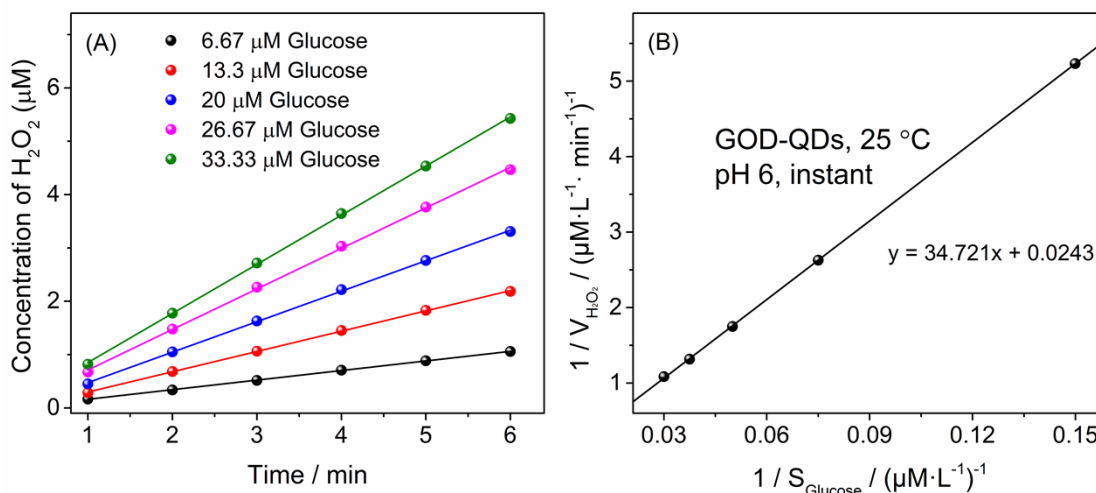 (A)
6.67 μM Glucose
13.3 μM Glucose
20 μM Glucose
26.67 μM Glucose
33.33 μM Glucose
Concentration of H₂O₂ (μM)
0
2
4
6
1 2 3 4 5 6
Time / min
(B)
GOD-QDs, 25 °C
pH 6, instant
y = 34.721x + 0.0243
1 / V_H₂O₂ / (μM·L⁻¹· min⁻¹)⁻¹
1
2
3
4
5
0.03 0.06 0.09 0.12 0.15
1 / S_Glucose / (μM·L⁻¹)⁻¹